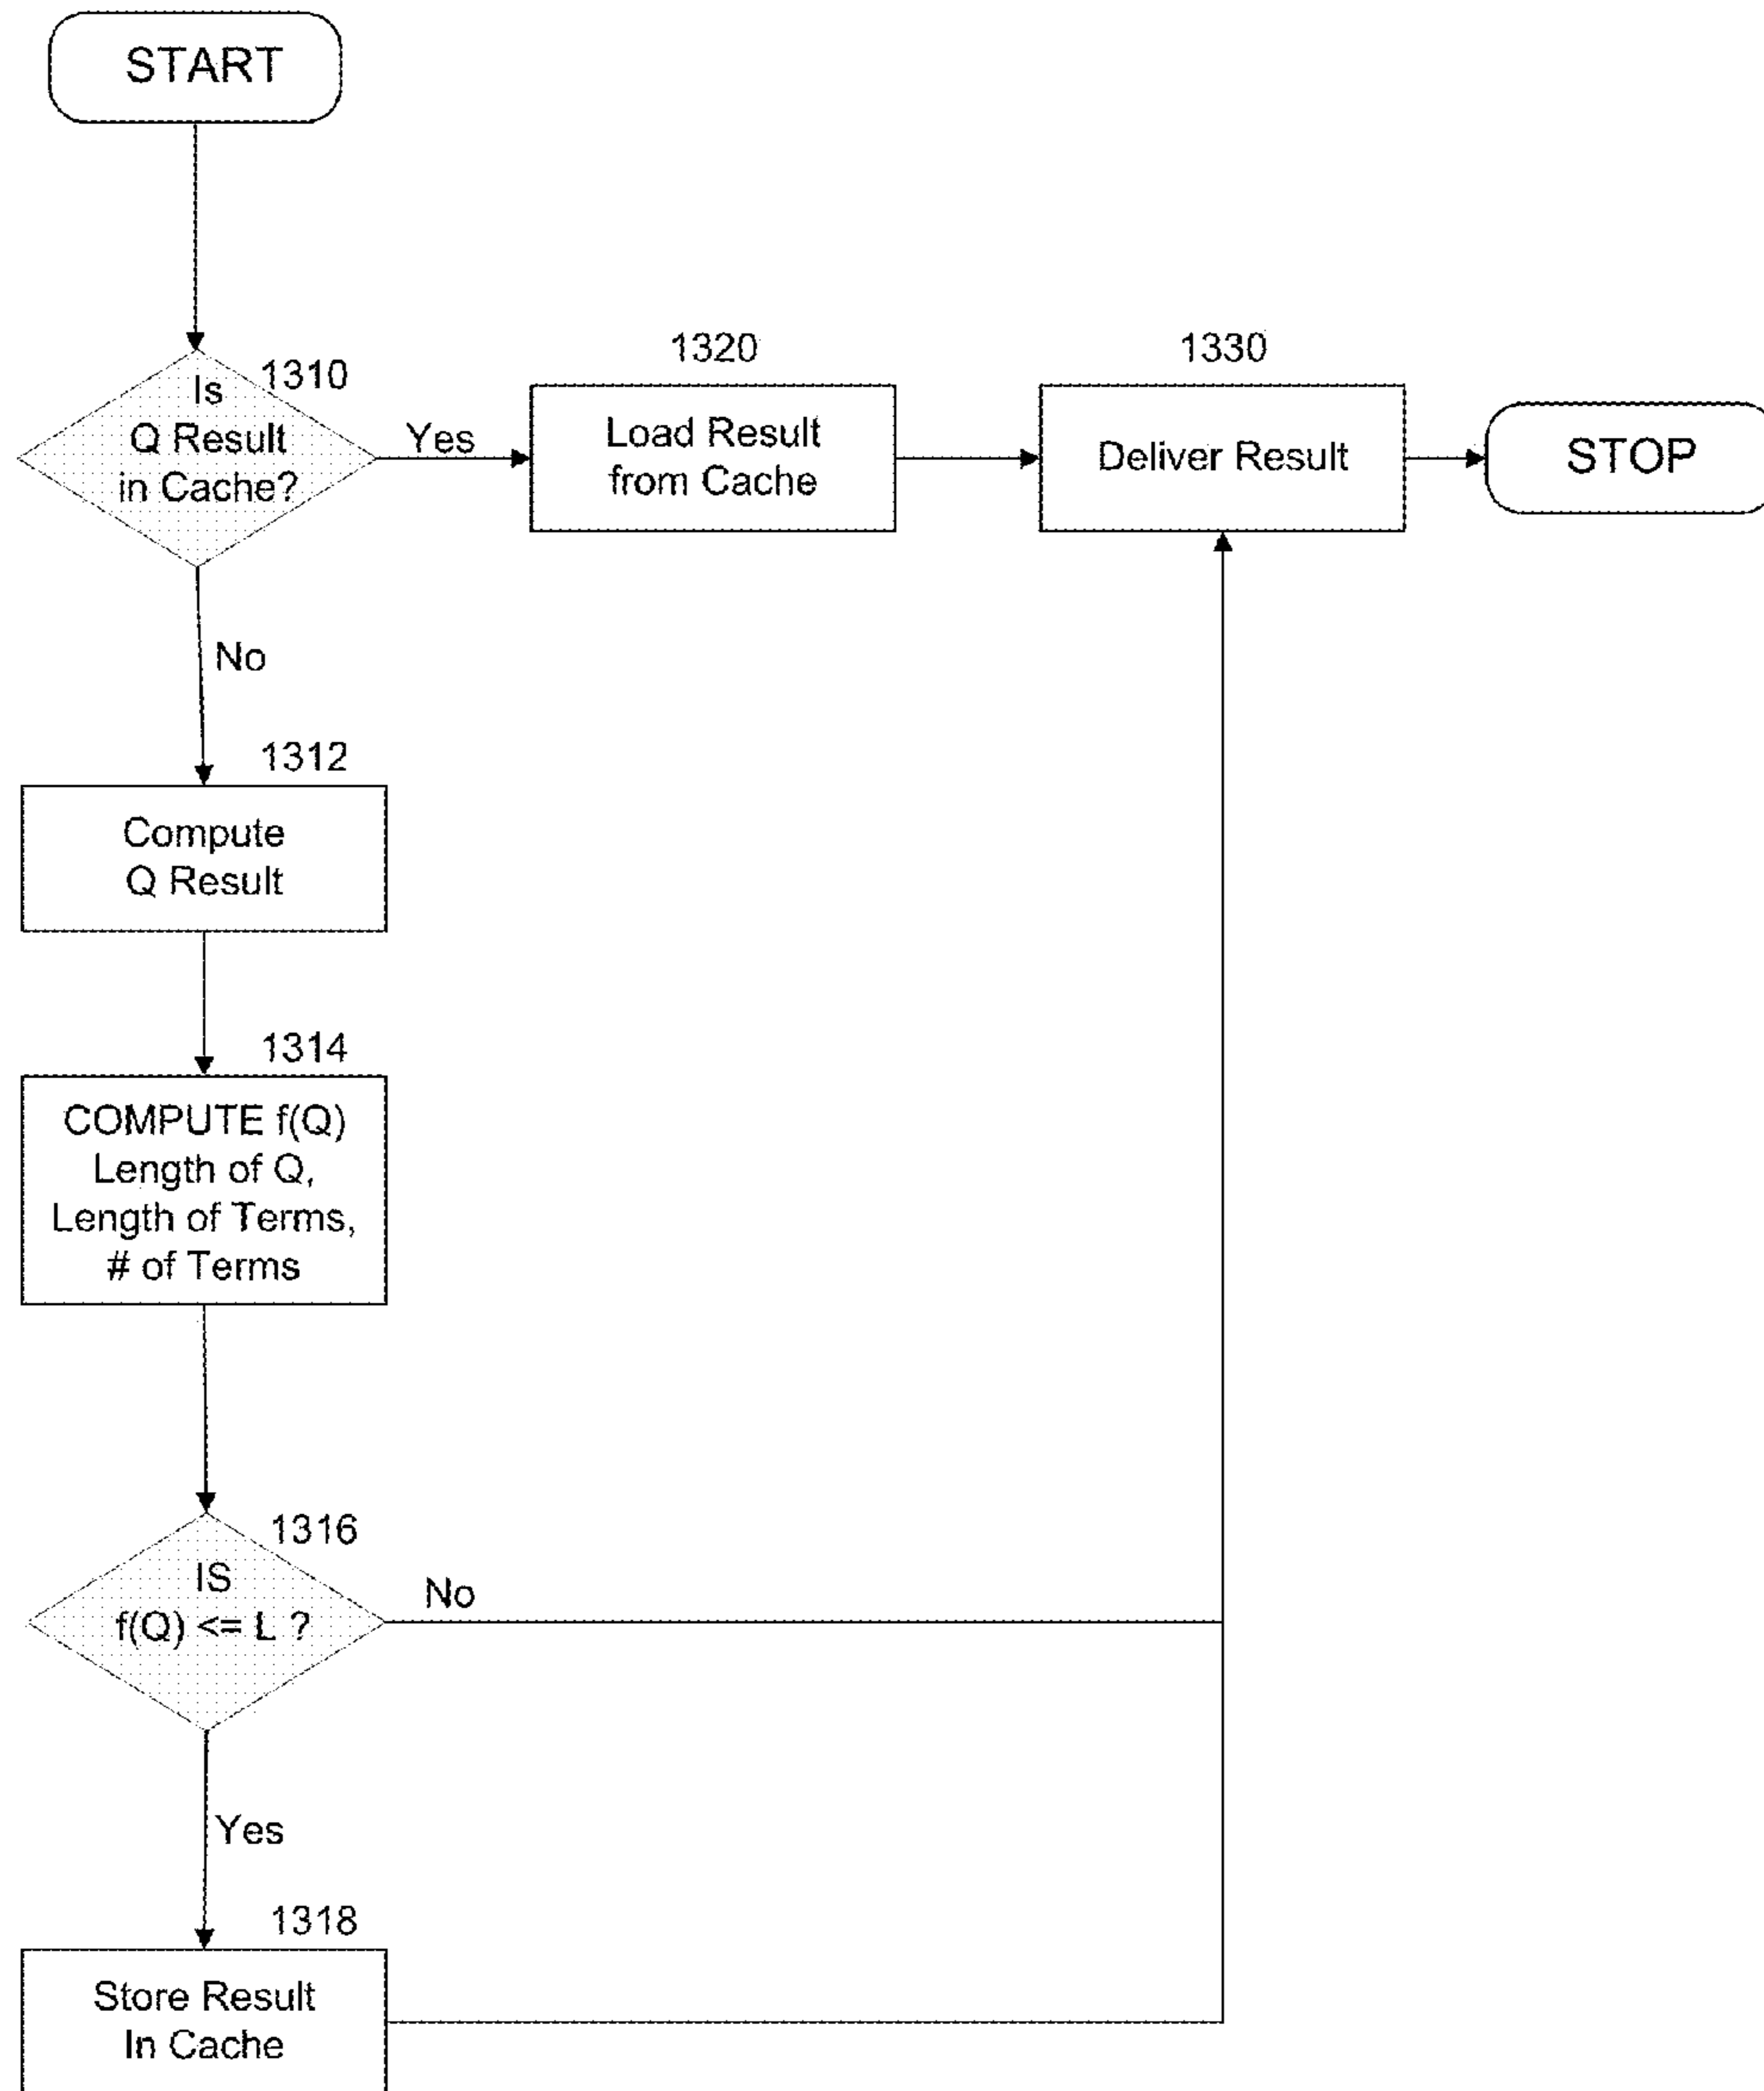 START
1310
Is
Q Result
in Cache?
Yes
1320
Load Result
from Cache
1330
Deliver Result
STOP
No
1312
Compute
Q Result
1314
COMPUTE f(Q)
Length of Q,
Length of Terms,
# of Terms
1316
IS
f(Q) <= L ?
No
Yes
1318
Store Result
In Cache